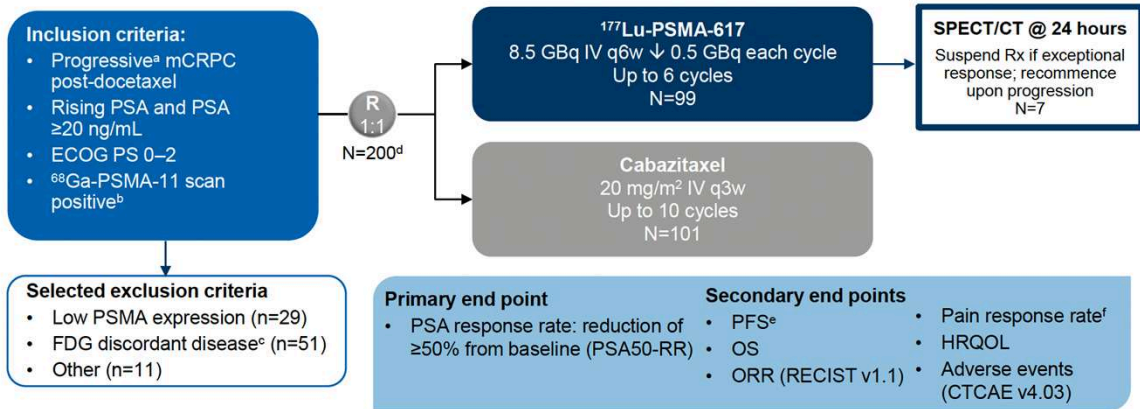 Inclusion criteria:
• Progressiveᵃ mCRPC
post-docetaxel
• Rising PSA and PSA
≥20 ng/mL
• ECOG PS 0–2
• ⁶⁸Ga-PSMA-11 scan
positiveᵇ
R
1:1
N=200ᵈ
¹⁷⁷Lu-PSMA-617
8.5 GBq IV q6w ↓ 0.5 GBq each cycle
Up to 6 cycles
N=99
SPECT/CT @ 24 hours
Suspend Rx if exceptional
response; recommence
upon progression
N=7
Cabazitaxel
20 mg/m² IV q3w
Up to 10 cycles
N=101
Selected exclusion criteria
• Low PSMA expression (n=29)
• FDG discordant diseaseᶜ (n=51)
• Other (n=11)
Primary end point
• PSA response rate: reduction of
≥50% from baseline (PSA50-RR)
Secondary end points
• PFSᵉ
• OS
• ORR (RECIST v1.1)
• Pain response rateᶠ
• HRQOL
• Adverse events
(CTCAE v4.03)